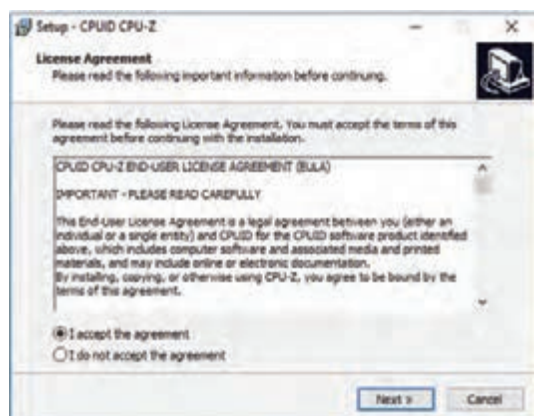 Setup - CPUID CPU-Z
License Agreement
Please read the following important information before continuing.
Please read the following License Agreement. You must accept the terms of this
agreement before continuing with the installation.
CPUID CPU-Z END-USER LICENSE AGREEMENT (EULA)
IMPORTANT - PLEASE READ CAREFULLY
This End-User License Agreement is a legal agreement between you (either an
individual or a single entity) and CPUID for the CPUID software product identified
above, which includes computer software and associated media and printed
materials, and may include online or electronic documentation.
By installing, copying, or otherwise using CPU-Z, you agree to be bound by the
terms of this agreement.
I accept the agreement
I do not accept the agreement
Next >
Cancel